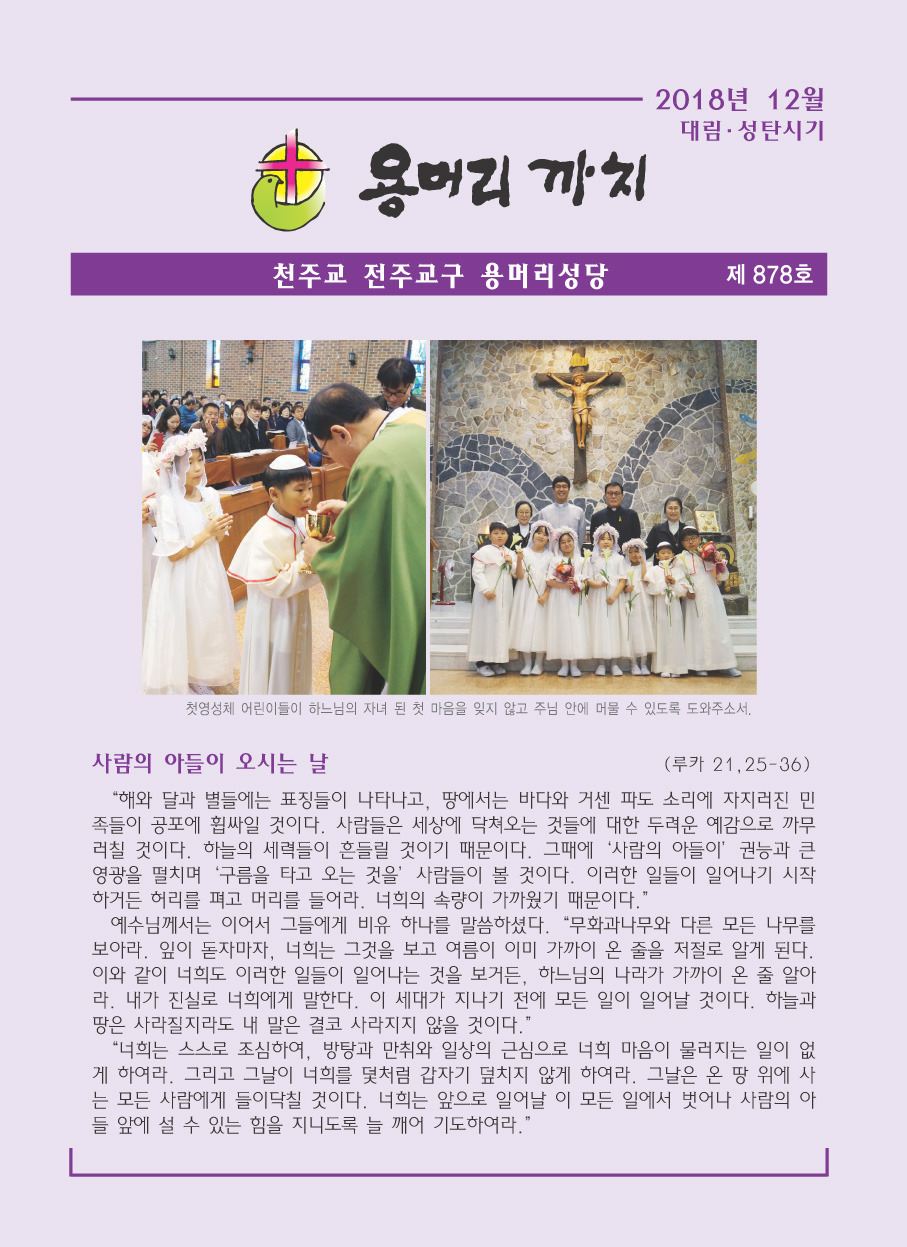 2018년 12월
대림·성탄시기
용머리 까치
천주교 전주교구 용머리성당 제 878호
첫영성체 어린이들이 하느님의 자녀 된 첫 마음을 잊지 않고 주님 안에 머물 수 있도록 도와주소서.
사람의 아들이 오시는 날 (루카 21,25-36)
“해와 달과 별들에는 표징들이 나타나고, 땅에서는 바다와 거센 파도 소리에 자지러진 민
족들이 공포에 휩싸일 것이다. 사람들은 세상에 닥쳐오는 것들에 대한 두려운 예감으로 까무
러칠 것이다. 하늘의 세력들이 흔들릴 것이기 때문이다. 그때에 ‘사람의 아들이’ 권능과 큰
영광을 떨치며 ‘구름을 타고 오는 것을’ 사람들이 볼 것이다. 이러한 일들이 일어나기 시작
하거든 허리를 펴고 머리를 들어라. 너희의 속량이 가까웠기 때문이다.”
예수님께서는 이어서 그들에게 비유 하나를 말씀하셨다. “무화과나무와 다른 모든 나무를
보아라. 잎이 돋자마자, 너희는 그것을 보고 여름이 이미 가까이 온 줄을 저절로 알게 된다.
이와 같이 너희도 이러한 일들이 일어나는 것을 보거든, 하느님의 나라가 가까이 온 줄 알아
라. 내가 진실로 너희에게 말한다. 이 세대가 지나기 전에 모든 일이 일어날 것이다. 하늘과
땅은 사라질지라도 내 말은 결코 사라지지 않을 것이다.”
“너희는 스스로 조심하여, 방탕과 만취와 일상의 근심으로 너희 마음이 물러지는 일이 없
게 하여라. 그리고 그날이 너희를 덫처럼 갑자기 덮치지 않게 하여라. 그날은 온 땅 위에 사
는 모든 사람에게 들이닥칠 것이다. 너희는 앞으로 일어날 이 모든 일에서 벗어나 사람의 아
들 앞에 설 수 있는 힘을 지니도록 늘 깨어 기도하여라.”